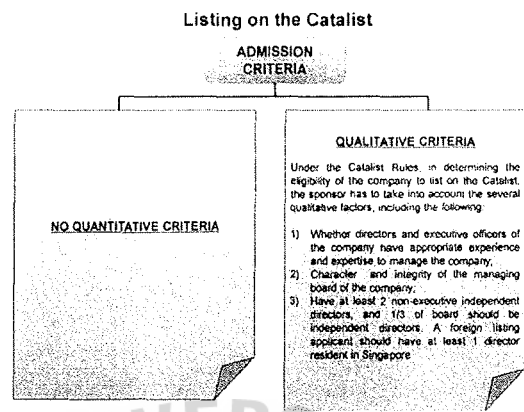 Listing on the Catalist
ADMISSION
CRITERIA
NO QUANTITATIVE CRITERIA
QUALITATIVE CRITERIA
Under the Catalist Rules, in determining the
eligibility of the company to list on the Catalist,
the sponsor has to take into account the several
qualitative factors, including the following:
1) Whether directors and executive officers of
the company have appropriate experience
and expertise to manage the company;
2) Character and integrity of the managing
board of the company;
3) Have at least 2 non-executive independent
directors, and 1/3 of board should be
independent directors. A foreign listing
applicant should have at least 1 director
resident in Singapore